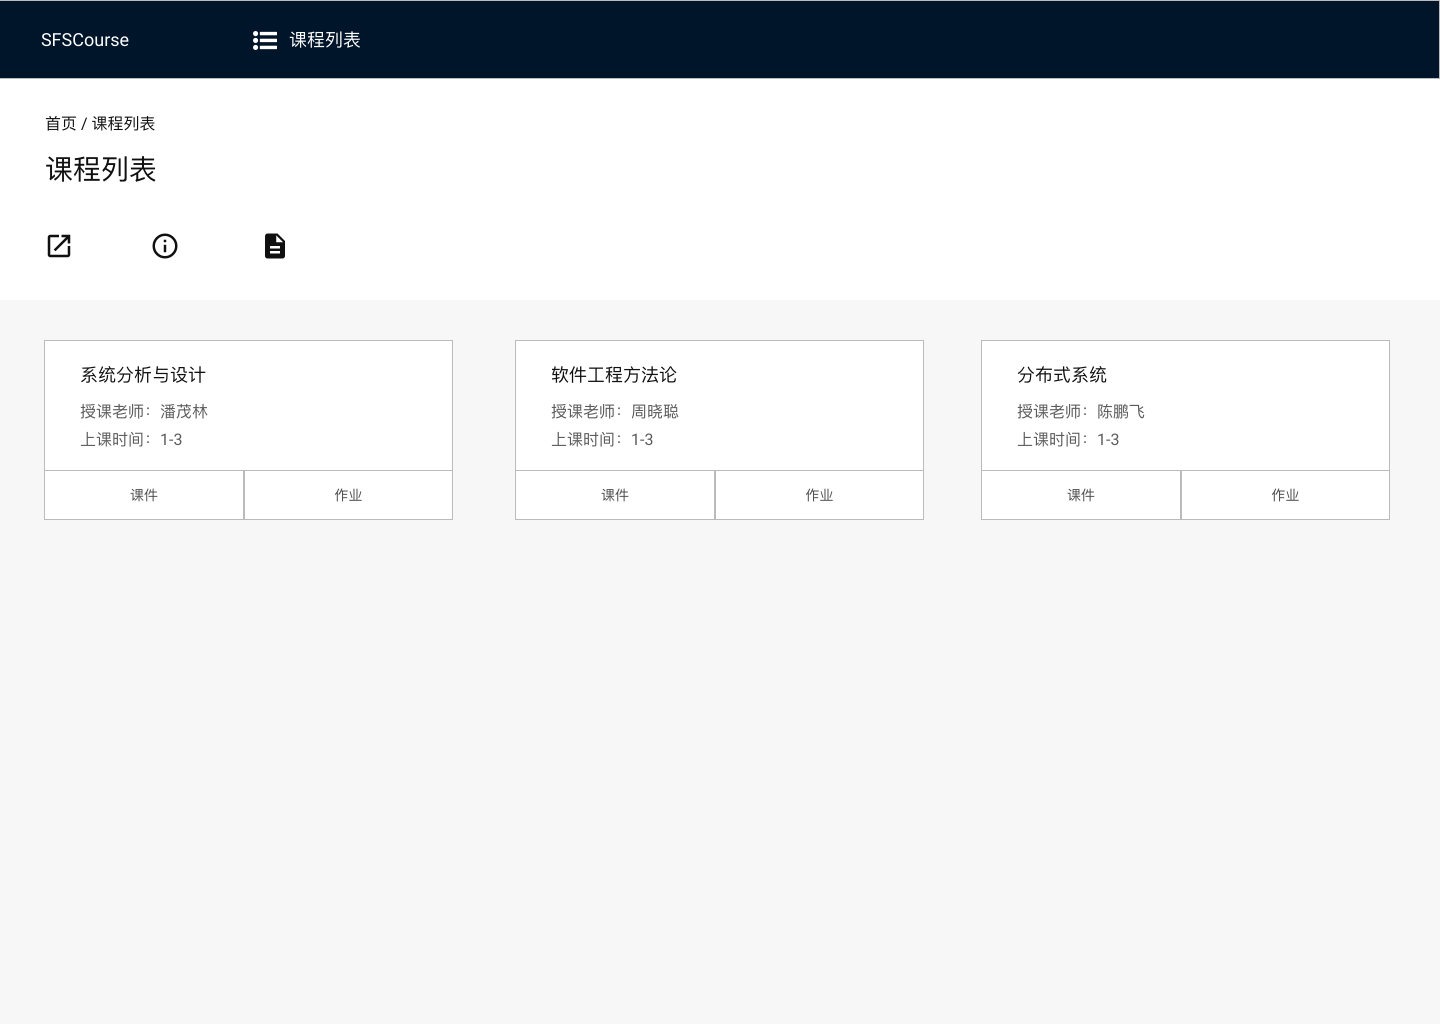 SFSCourse
课程列表
首页 / 课程列表
课程列表
系统分析与设计
授课老师：潘茂林
上课时间：1-3
课件
作业
软件工程方法论
授课老师：周晓聪
上课时间：1-3
课件
作业
分布式系统
授课老师：陈鹏飞
上课时间：1-3
课件
作业